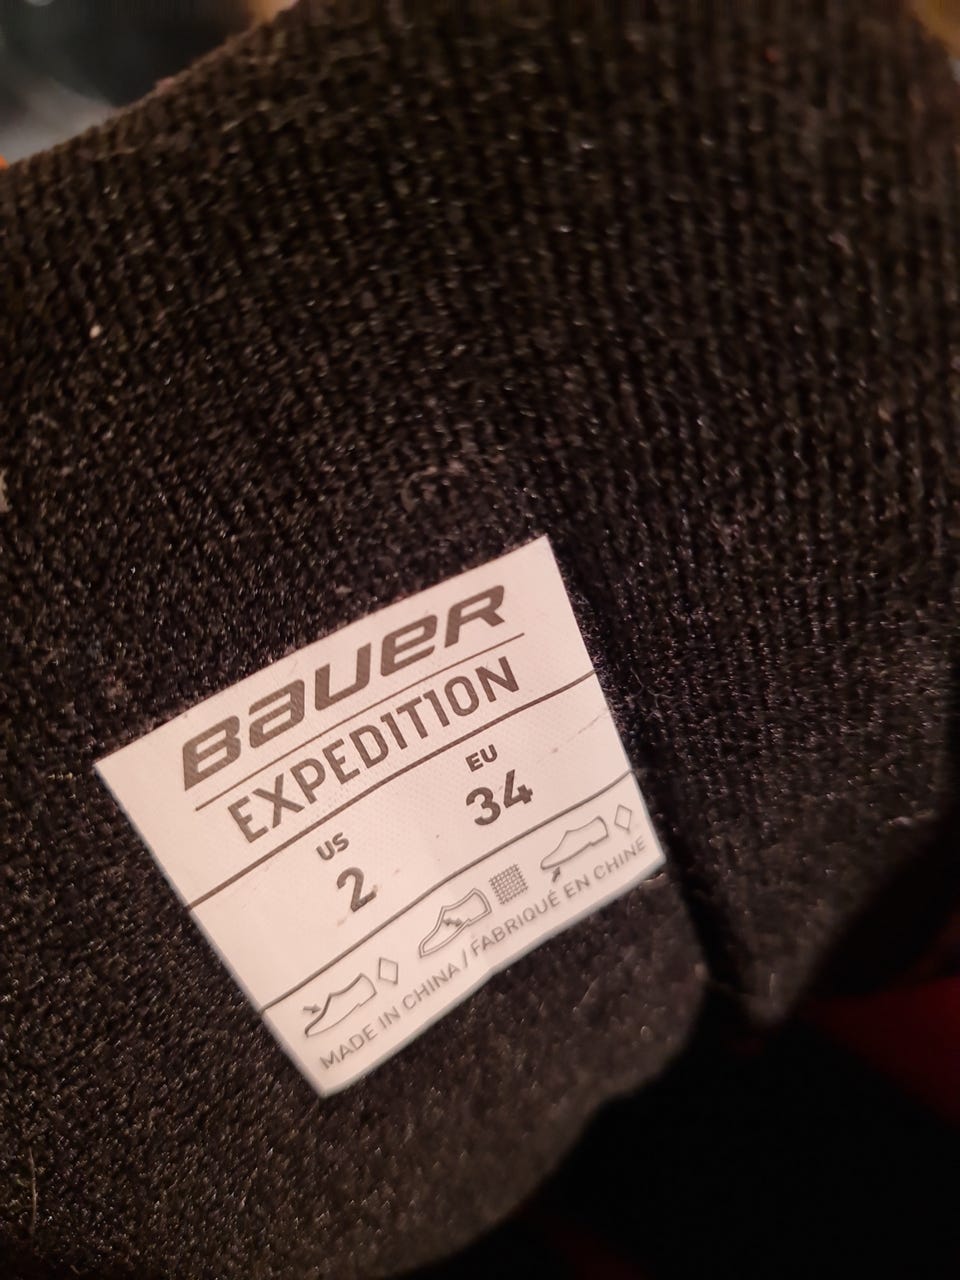 BAUER
EXPEDITION
US EU
2 34
MADE IN CHINA / FABRIQUÉ EN CHINE